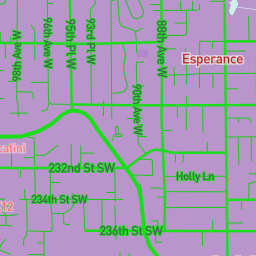 98th Ave W
96th Ave W
95th Pl W
93rd Pl W
88th Ave W
90th Ave W
Esperance
232nd St SW
Holly Ln
234th St SW
236th St SW